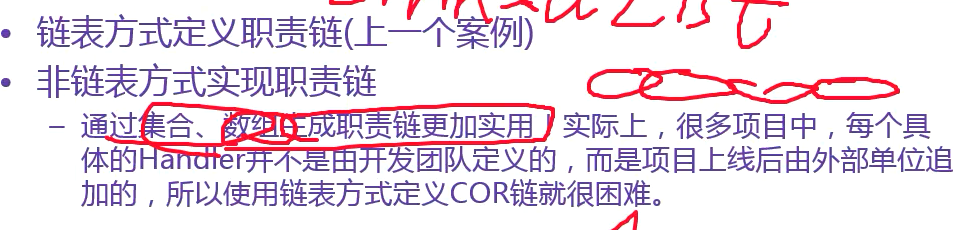 • 链表方式定义职责链(上一个案例)
• 非链表方式实现职责链
– 通过集合、数组生成职责链更加实用！实际上，很多项目中，每个具
体的Handler并不是由开发团队定义的，而是项目上线后由外部单位追
加的，所以使用链表方式定义COR链就很困难。